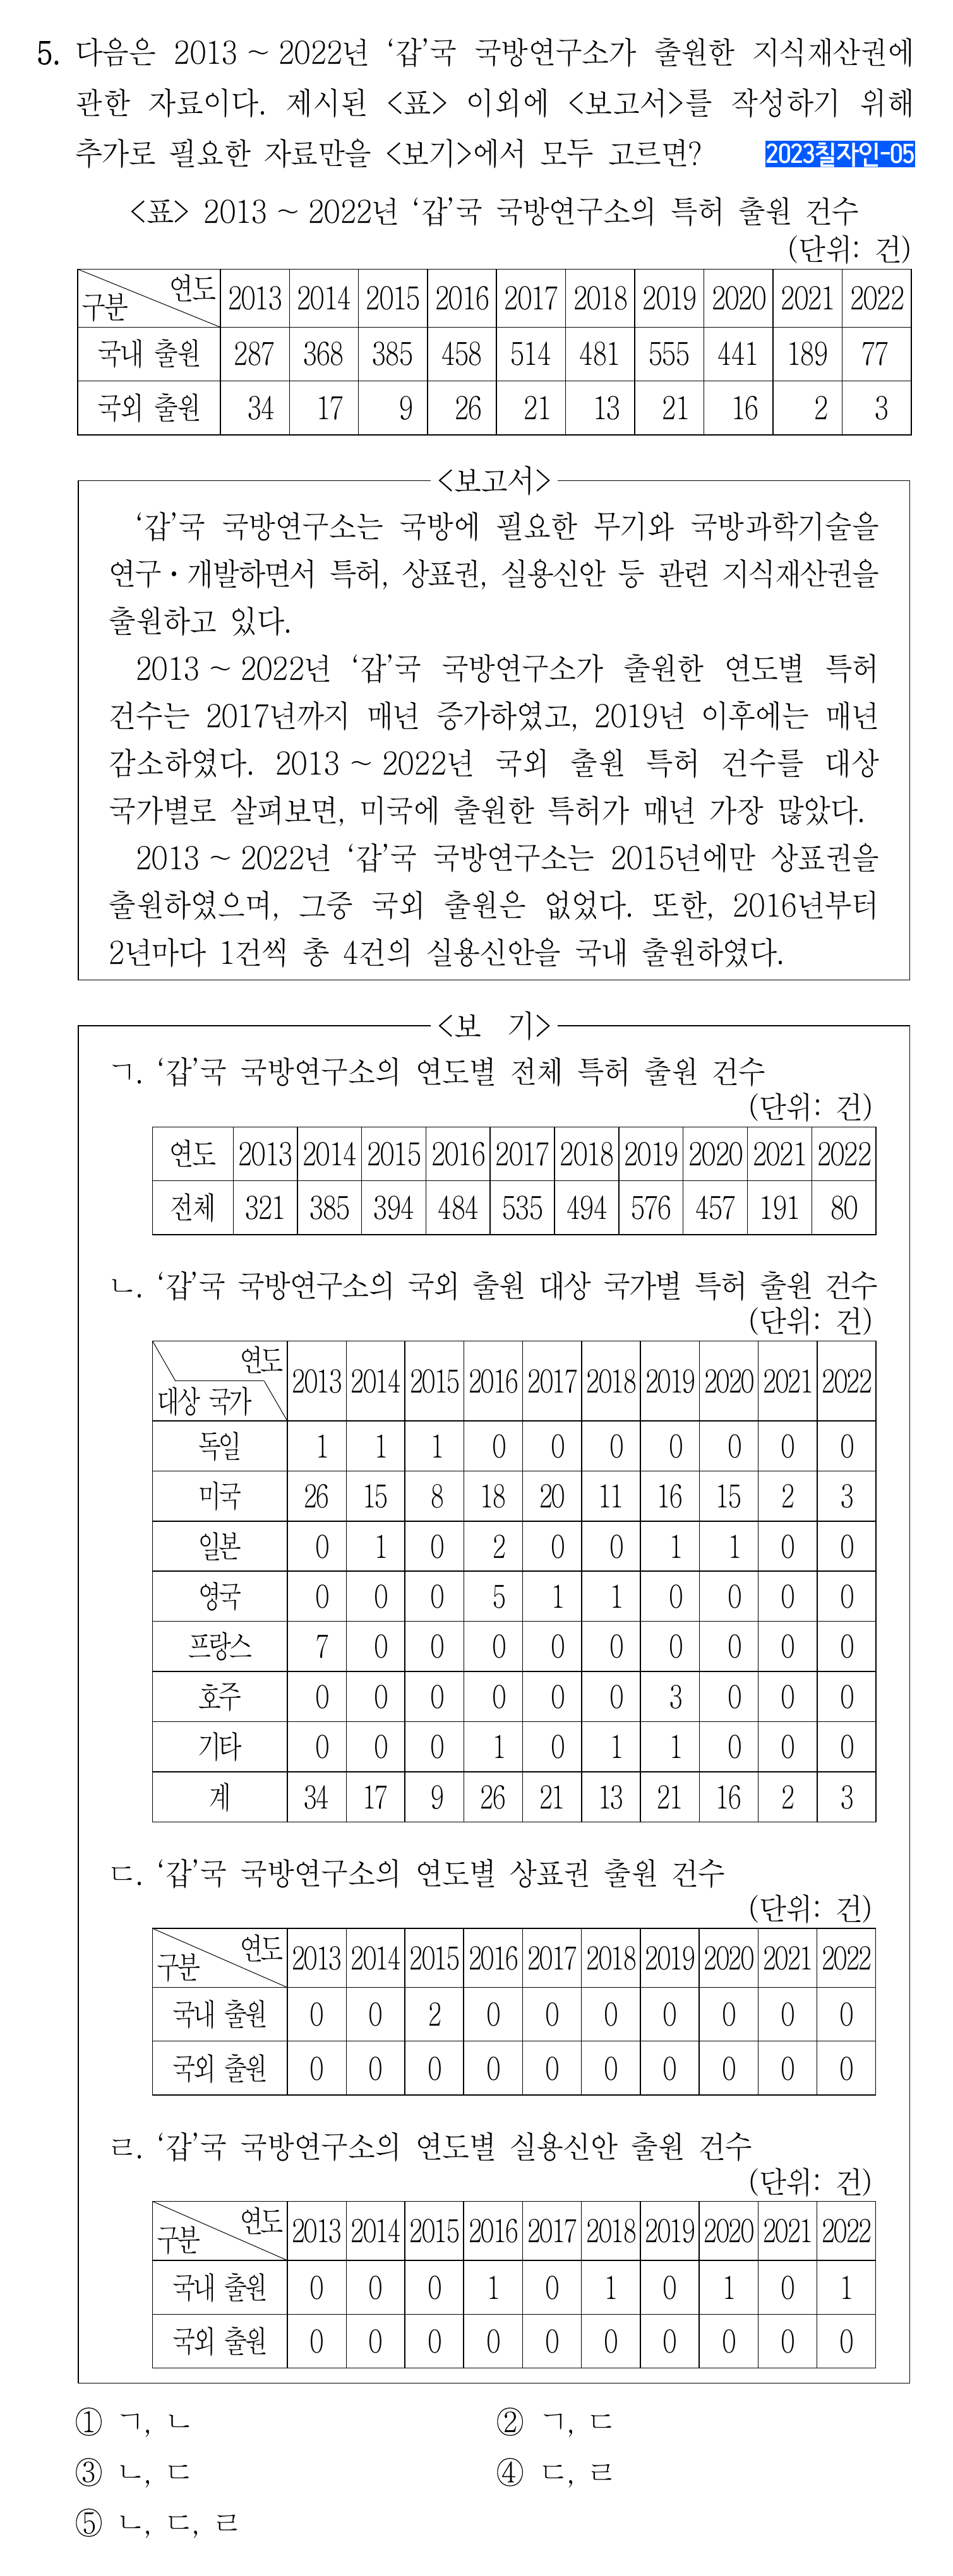 5. 다음은 2013 ~ 2022년 ‘갑’국 국방연구소가 출원한 지식재산권에
관한 자료이다. 제시된 <표> 이외에 <보고서>를 작성하기 위해
추가로 필요한 자료만을 <보기>에서 모두 고르면? 2023칠자인-05
<표> 2013 ~ 2022년 ‘갑’국 국방연구소의 특허 출원 건수
(단위: 건)
구분 연도 2013 2014 2015 2016 2017 2018 2019 2020 2021 2022
국내 출원 287 368 385 458 514 481 555 441 189 77
국외 출원 34 17 9 26 21 13 21 16 2 3
<보고서>
‘갑’국 국방연구소는 국방에 필요한 무기와 국방과학기술을
연구·개발하면서 특허, 상표권, 실용신안 등 관련 지식재산권을
출원하고 있다.
2013 ~ 2022년 ‘갑’국 국방연구소가 출원한 연도별 특허
건수는 2017년까지 매년 증가하였고, 2019년 이후에는 매년
감소하였다. 2013 ~ 2022년 국외 출원 특허 건수를 대상
국가별로 살펴보면, 미국에 출원한 특허가 매년 가장 많았다.
2013 ~ 2022년 ‘갑’국 국방연구소는 2015년에만 상표권을
출원하였으며, 그중 국외 출원은 없었다. 또한, 2016년부터
2년마다 1건씩 총 4건의 실용신안을 국내 출원하였다.
<보 기>
ㄱ. ‘갑’국 국방연구소의 연도별 전체 특허 출원 건수
(단위: 건)
연도 2013 2014 2015 2016 2017 2018 2019 2020 2021 2022
전체 321 385 394 484 535 494 576 457 191 80
ㄴ. ‘갑’국 국방연구소의 국외 출원 대상 국가별 특허 출원 건수
(단위: 건)
대상 국가 연도 2013 2014 2015 2016 2017 2018 2019 2020 2021 2022
독일 1 1 1 0 0 0 0 0 0 0
미국 26 15 8 18 20 11 16 15 2 3
일본 0 1 0 2 0 0 1 1 0 0
영국 0 0 0 5 1 1 0 0 0 0
프랑스 7 0 0 0 0 0 0 0 0 0
호주 0 0 0 0 0 0 3 0 0 0
기타 0 0 0 1 0 1 1 0 0 0
계 34 17 9 26 21 13 21 16 2 3
ㄷ. ‘갑’국 국방연구소의 연도별 상표권 출원 건수
(단위: 건)
구분 연도 2013 2014 2015 2016 2017 2018 2019 2020 2021 2022
국내 출원 0 0 2 0 0 0 0 0 0 0
국외 출원 0 0 0 0 0 0 0 0 0 0
ㄹ. ‘갑’국 국방연구소의 연도별 실용신안 출원 건수
(단위: 건)
구분 연도 2013 2014 2015 2016 2017 2018 2019 2020 2021 2022
국내 출원 0 0 0 1 0 1 0 1 0 1
국외 출원 0 0 0 0 0 0 0 0 0 0
① ㄱ, ㄴ ② ㄱ, ㄷ
③ ㄴ, ㄷ ④ ㄷ, ㄹ
⑤ ㄴ, ㄷ, ㄹ